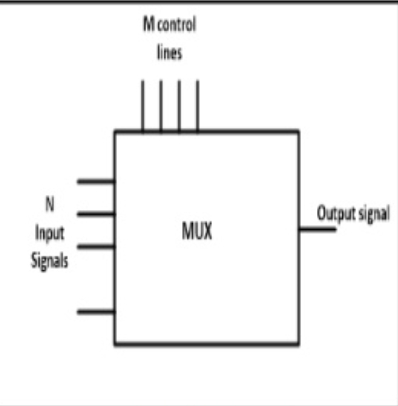 M control
lines
N
Input
Signals
MUX
Output signal